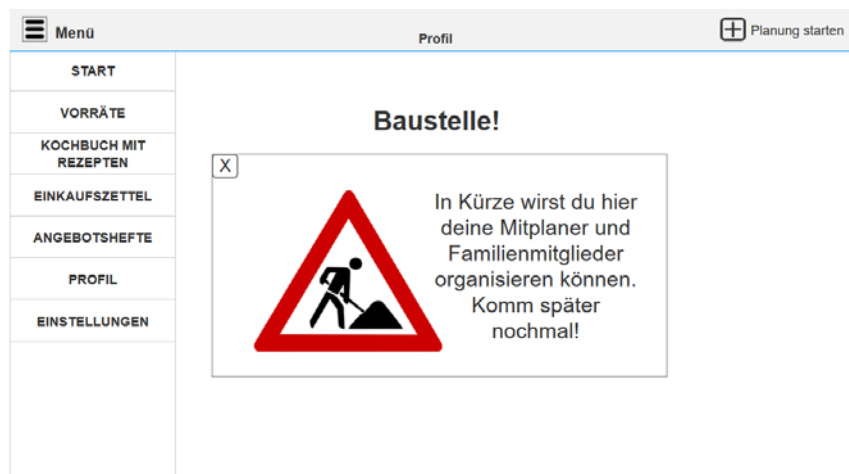 Menü
Profil
Planung starten
START
VORRÄTE
KOCHBUCH MIT
REZEPTEN
EINKAUFSZETTEL
ANGEBOTSHEFTE
PROFIL
EINSTELLUNGEN
Baustelle!
X
In Kürze wirst du hier
deine Mitplaner und
Familienmitglieder
organisieren können.
Komm später
nochmal!